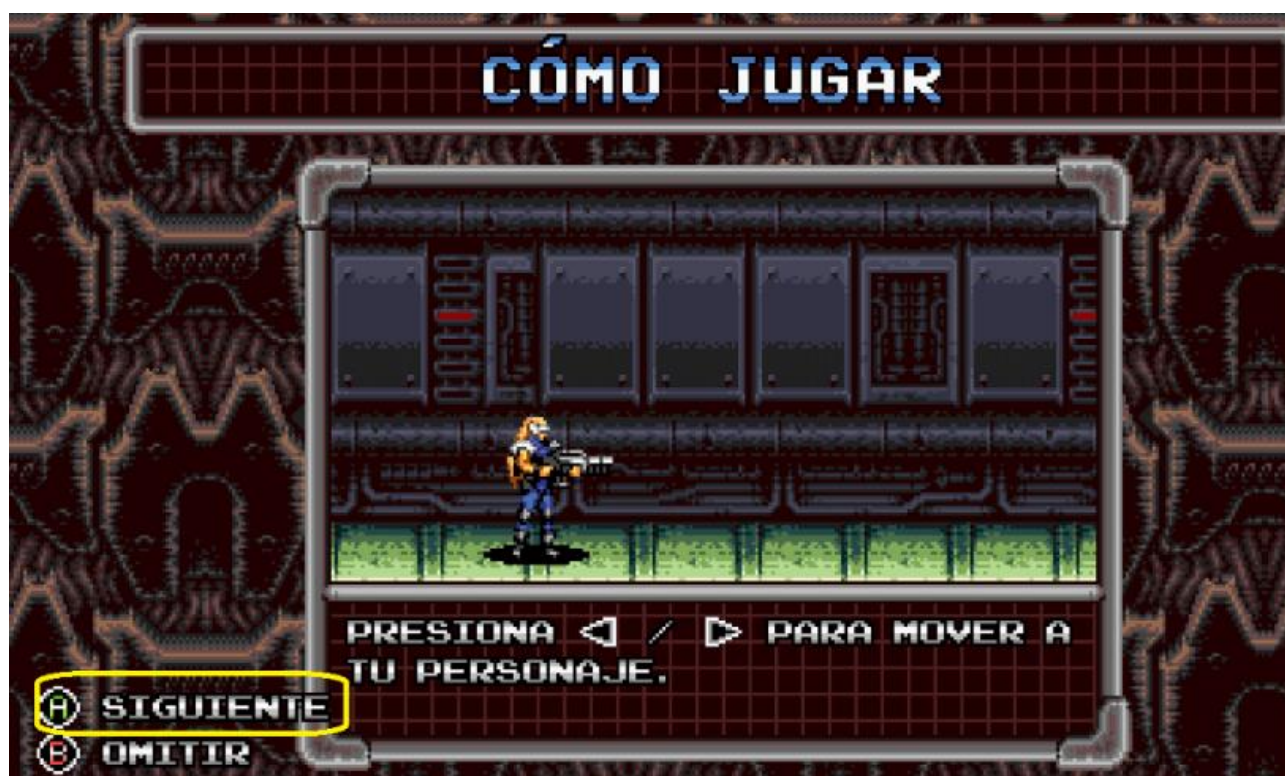 CÓMO JUGAR
PRESIONA ◁ / ▷ PARA MOVER A
TU PERSONAJE.
A SIGUIENTE
B OMITIR